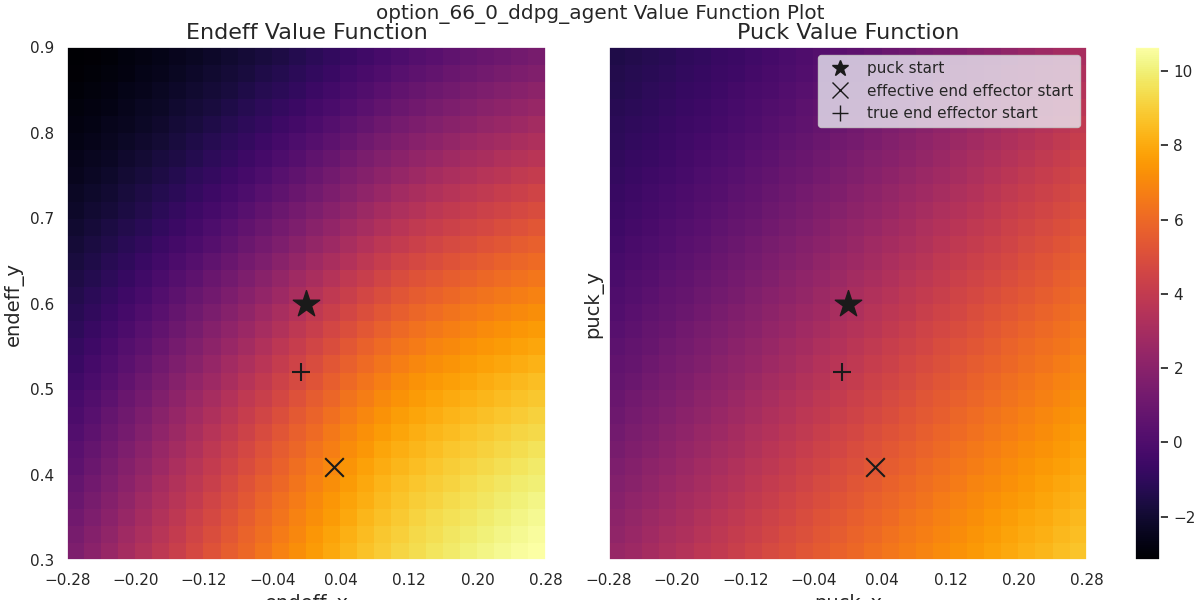 option_66_0_ddpg_agent Value Function Plot
Endeff Value Function
Puck Value Function
puck start
effective end effector start
true end effector start
0.9
0.8
0.7
0.6
0.5
0.4
0.3
endeff_y
−0.28 −0.20 −0.12 −0.04 0.04 0.12 0.20 0.28
endeff_x
puck_y
−0.28 −0.20 −0.12 −0.04 0.04 0.12 0.20 0.28
puck_x
10
8
6
4
2
0
−2